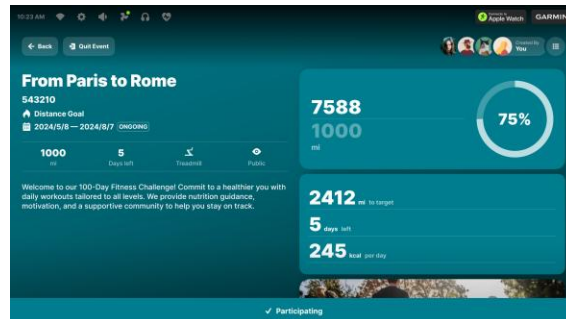 10:23 AM
Connects to
Apple Watch
GARMIN
← Back
Quit Event
Created by
You
From Paris to Rome
543210
Distance Goal
2024/5/8 — 2024/8/7 ONGOING
1000
mi
5
Days left
Treadmill
Public
Welcome to our 100-Day Fitness Challenge! Commit to a healthier you with
daily workouts tailored to all levels. We provide nutrition guidance,
motivation, and a supportive community to help you stay on track.
7588
1000
mi
75%
2412 mi to target
5 days left
245 kcal per day
✓ Participating